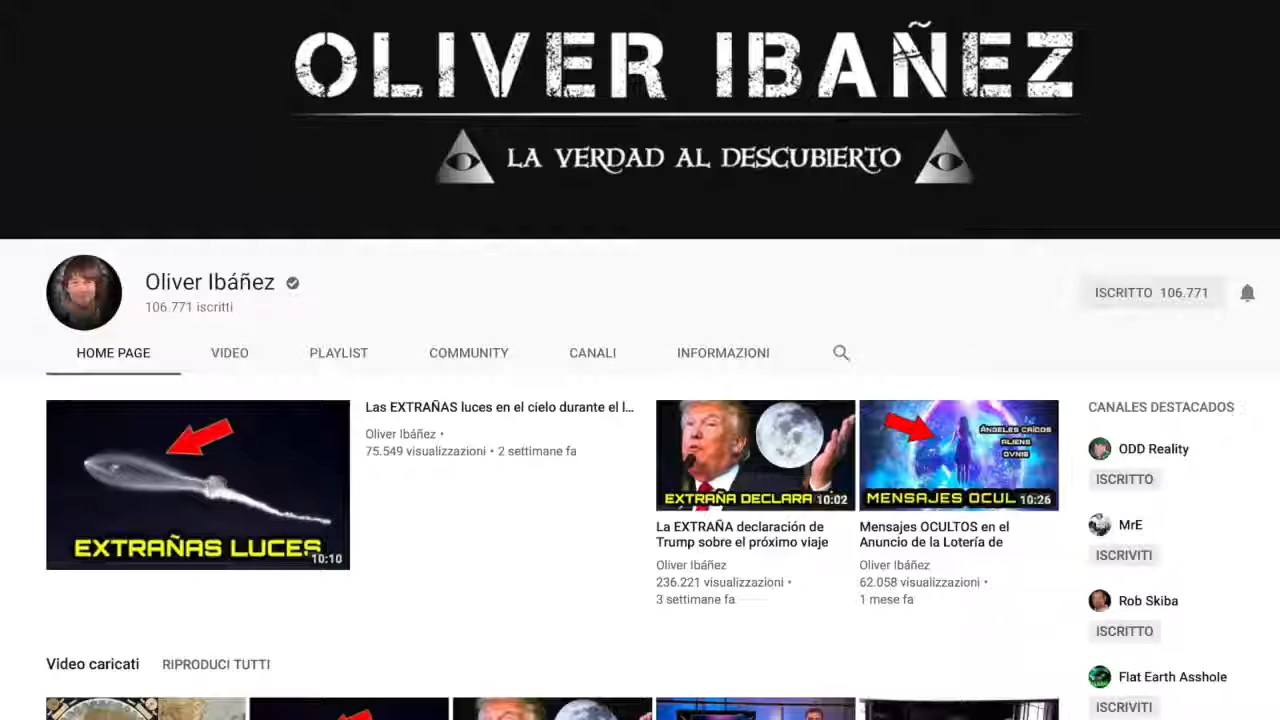 OLIVER IBAÑEZ
LA VERDAD AL DESCUBIERTO
Oliver Ibáñez
106.771 iscritti
ISCRITTO 106.771
HOME PAGE VIDEO PLAYLIST COMMUNITY CANALI INFORMAZIONI
EXTRAÑAS LUCES
10:10
Las EXTRAÑAS luces en el cielo durante el l...
Oliver Ibáñez •
75.549 visualizzazioni • 2 settimane fa
EXTRAÑA DECLARA 10:02
La EXTRAÑA declaración de
Trump sobre el próximo viaje
Oliver Ibáñez
236.221 visualizzazioni •
3 settimane fa
ÁNGELES CAÍDOS
ALIENS
OVNIS
MENSAJES OCUL 10:26
Mensajes OCULTOS en el
Anuncio de la Lotería de
Oliver Ibáñez
62.058 visualizzazioni •
1 mese fa
CANALES DESTACADOS
ODD Reality
ISCRITTO
MrE
ISCRIVITI
Rob Skiba
ISCRITTO
Flat Earth Asshole
ISCRIVITI
Video caricati RIPRODUCI TUTTI